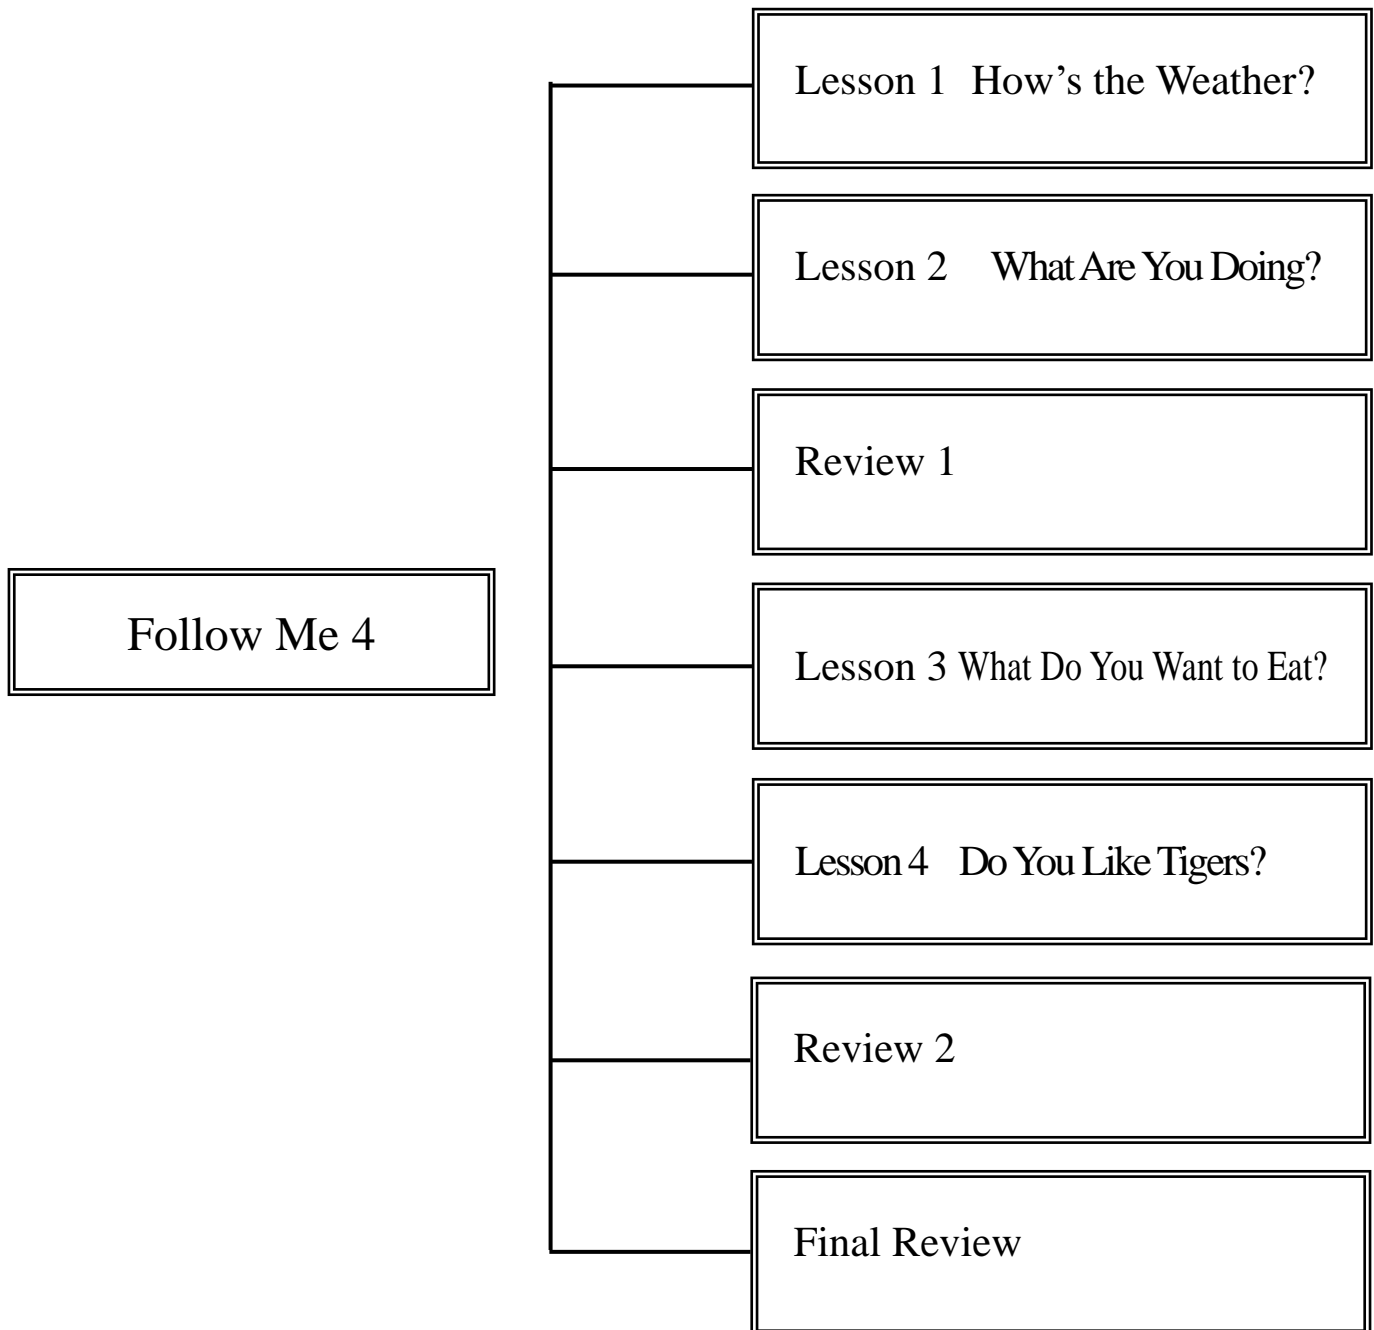 Lesson 1 How’s the Weather?
Lesson 2 What Are You Doing?
Review 1
Follow Me 4
Lesson 3 What Do You Want to Eat?
Lesson 4 Do You Like Tigers?
Review 2
Final Review